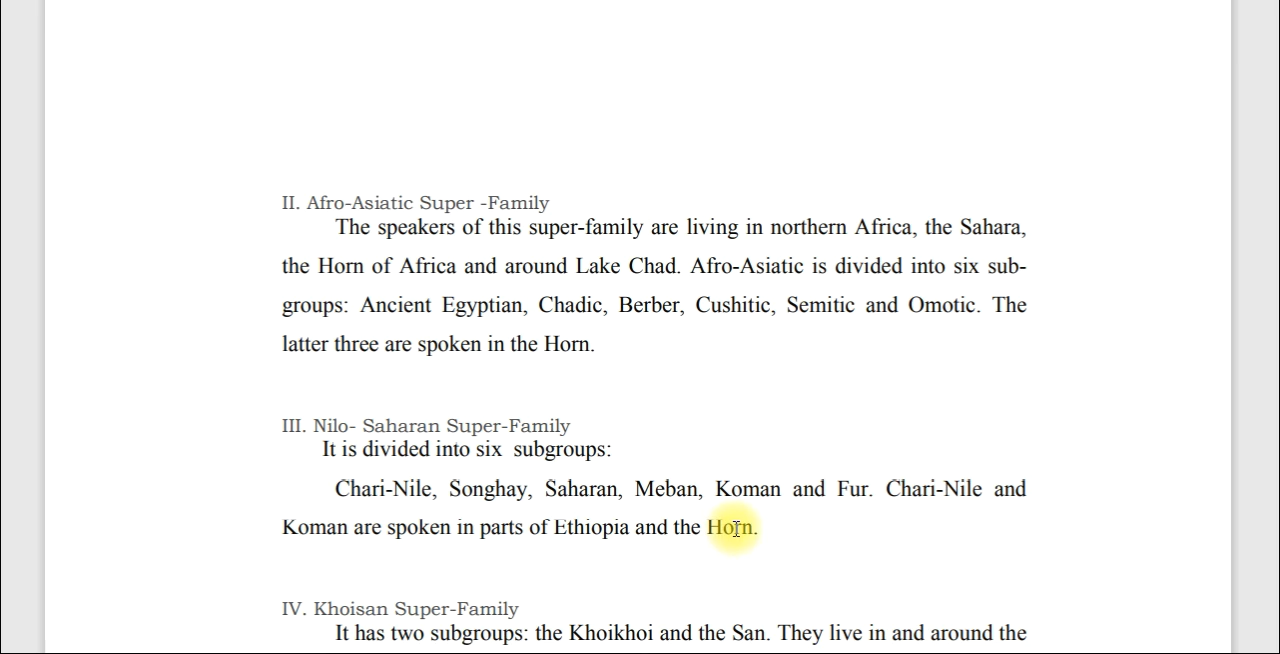 II. Afro-Asiatic Super -Family
The speakers of this super-family are living in northern Africa, the Sahara,
the Horn of Africa and around Lake Chad. Afro-Asiatic is divided into six sub-
groups: Ancient Egyptian, Chadic, Berber, Cushitic, Semitic and Omotic. The
latter three are spoken in the Horn.
III. Nilo- Saharan Super-Family
It is divided into six  subgroups:
Chari-Nile, Songhay, Saharan, Meban, Koman and Fur. Chari-Nile and
Koman are spoken in parts of Ethiopia and the Horn.
IV. Khoisan Super-Family
It has two subgroups: the Khoikhoi and the San. They live in and around the